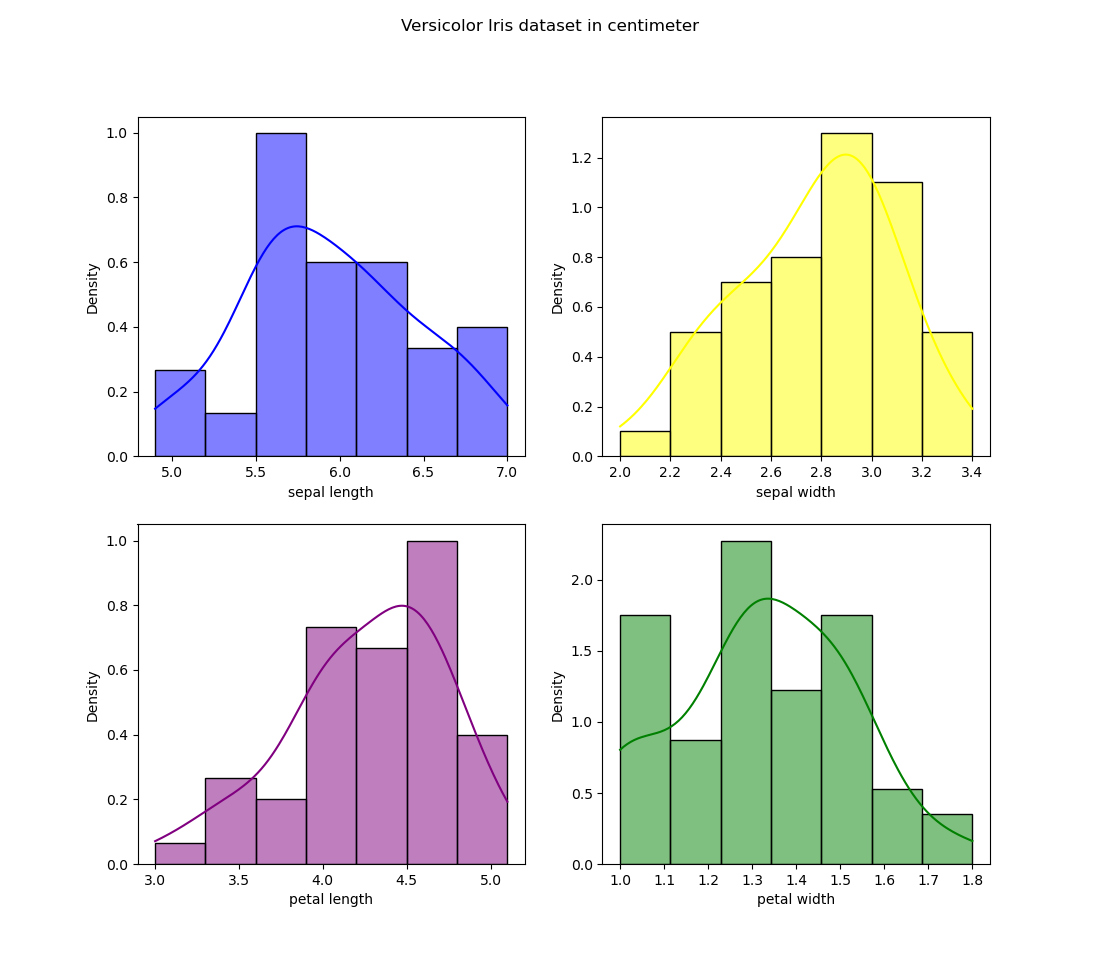 Versicolor Iris dataset in centimeter
1.0
0.8
0.6
0.4
0.2
0.0
Density
5.0 5.5 6.0 6.5 7.0
sepal length
1.2
1.0
0.8
0.6
0.4
0.2
0.0
Density
2.0 2.2 2.4 2.6 2.8 3.0 3.2 3.4
sepal width
1.0
0.8
0.6
0.4
0.2
0.0
Density
3.0 3.5 4.0 4.5 5.0
petal length
2.0
1.5
1.0
0.5
0.0
Density
1.0 1.1 1.2 1.3 1.4 1.5 1.6 1.7 1.8
petal width